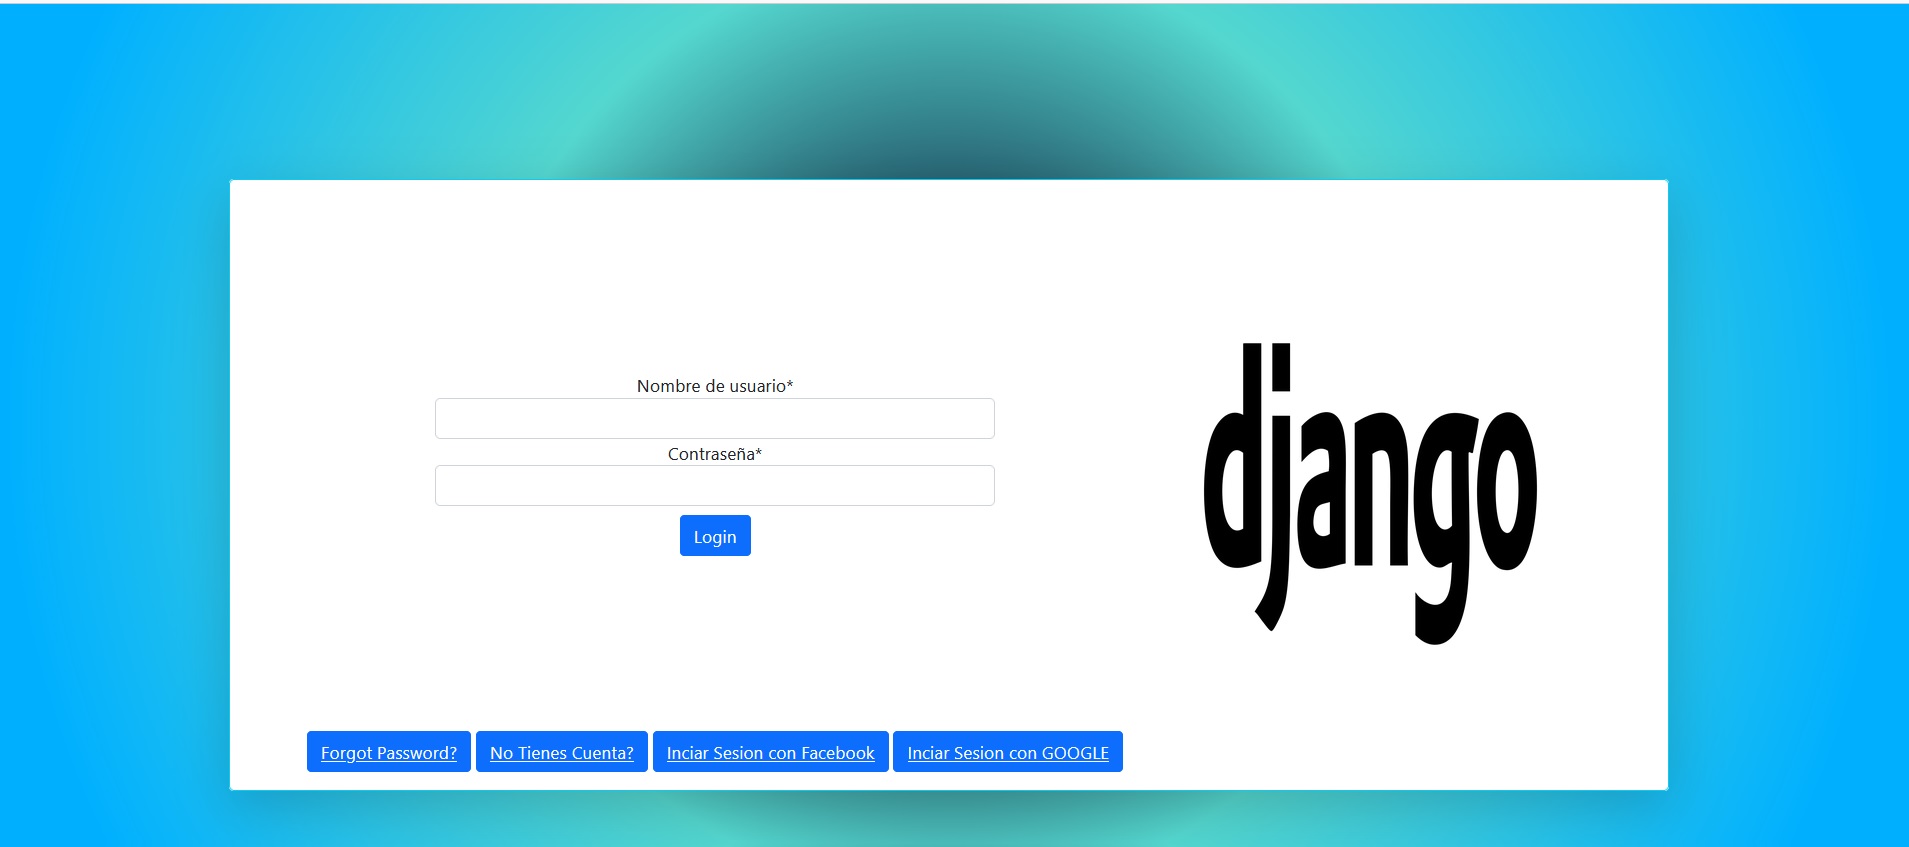 Nombre de usuario*
Contraseña*
Login
django
Forgot Password? No Tienes Cuenta? Inciar Sesion con Facebook Inciar Sesion con GOOGLE